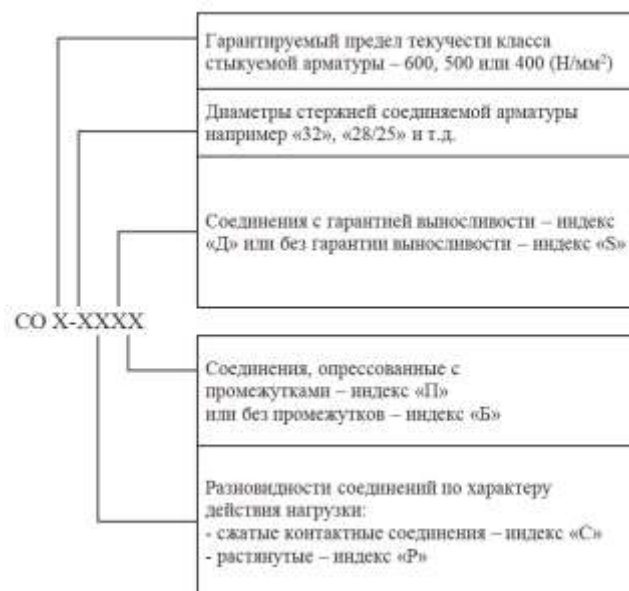 Гарантируемый предел текучести класса
стыкуемой арматуры – 600, 500 или 400 (Н/мм²)
Диаметры стержней соединяемой арматуры
например «32», «28/25» и т.д.
Соединения с гарантией выносливости – индекс
«Д» или без гарантии выносливости – индекс «S»
СО Х-ХХХХ
Соединения, опрессованные с
промежутками – индекс «П»
или без промежутков – индекс «Б»
Разновидности соединений по характеру
действия нагрузки:
- сжатые контактные соединения – индекс «С»
- растянутые – индекс «Р»